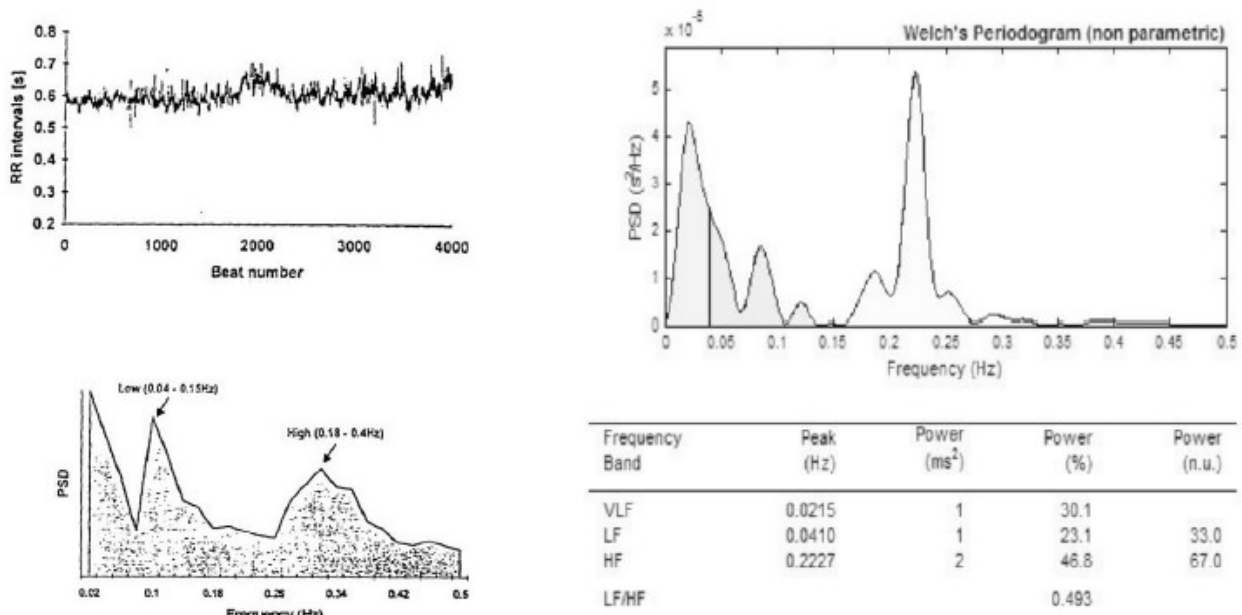 0.8
0.7
0.6
0.5
0.4
0.3
0.2
RR intervals [s]
0 1000 2000 3000 4000
Beat number
x 10⁻⁵
Welch's Periodogram (non parametric)
5
4
3
2
1
0
PSD (s²/Hz)
0 0.05 0.1 0.15 0.2 0.25 0.3 0.35 0.4 0.45 0.5
Frequency (Hz)
Low (0.04 - 0.15Hz)
High (0.18 - 0.4Hz)
PSD
0.02 0.1 0.18 0.26 0.34 0.42 0.5
Frequency (Hz)
Frequency Peak Power Power Power
Band (Hz) (ms²) (%) (n.u.)
VLF 0.0215 1 30.1
LF 0.0410 1 23.1 33.0
HF 0.2227 2 46.8 67.0
LF/HF 0.493